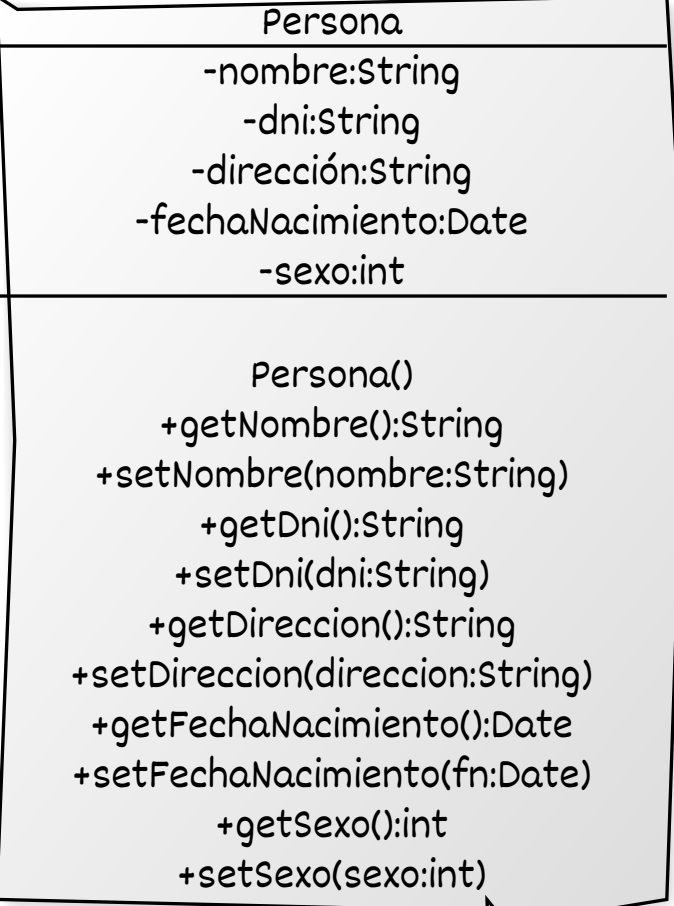 Persona
-nombre:String
-dni:String
-dirección:String
-fechaNacimiento:Date
-sexo:int
Persona()
+getNombre():String
+setNombre(nombre:String)
+getDni():String
+setDni(dni:String)
+getDireccion():String
+setDireccion(direccion:String)
+getFechaNacimiento():Date
+setFechaNacimiento(fn:Date)
+getSexo():int
+setSexo(sexo:int)